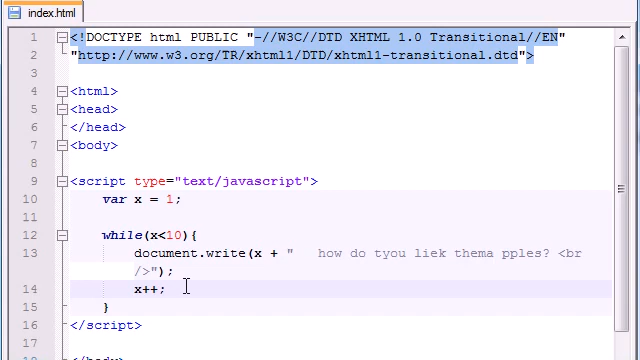 index.html
1 <!DOCTYPE html PUBLIC "-//W3C//DTD XHTML 1.0 Transitional//EN"
2 "http://www.w3.org/TR/xhtml1/DTD/xhtml1-transitional.dtd">
3
4 <html>
5 <head>
6 </head>
7 <body>
8
9 <script type="text/javascript">
10 var x = 1;
11
12 while(x<10){
13 document.write(x + "   how do tyou liek thema pples? <br
/>");
14 x++;
15 }
16 </script>
17